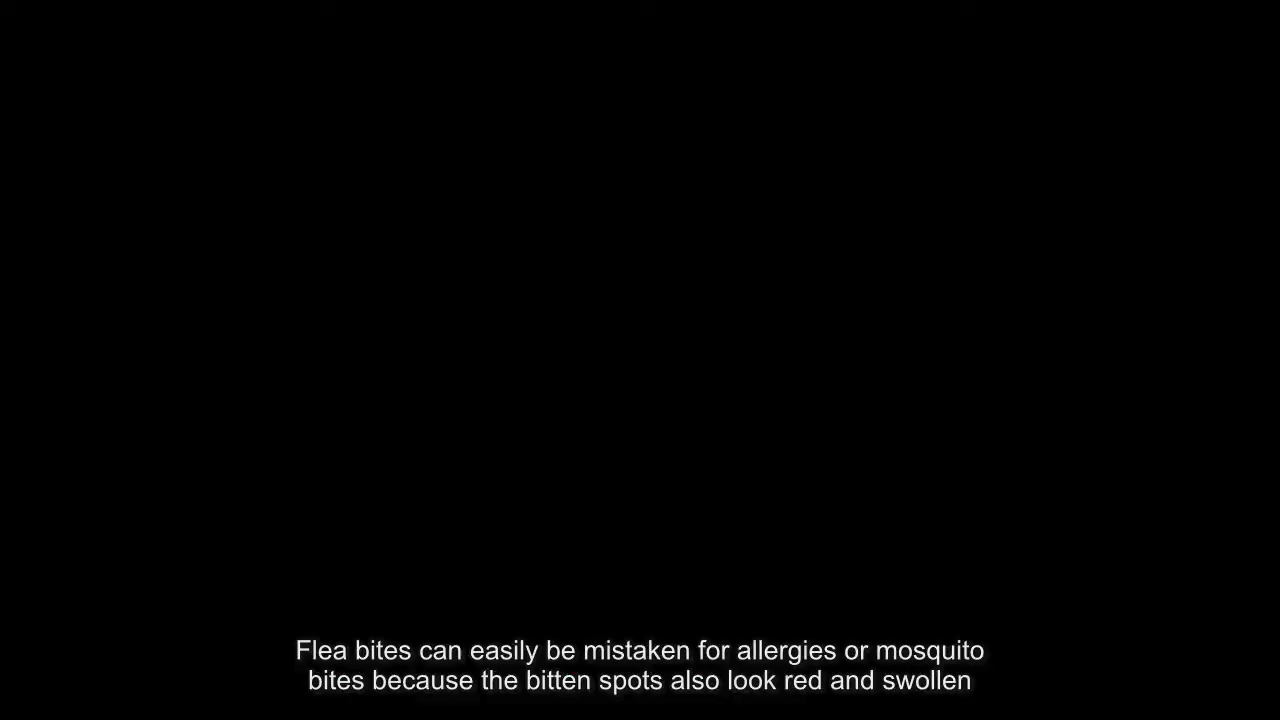 Flea bites can easily be mistaken for allergies or mosquito
bites because the bitten spots also look red and swollen